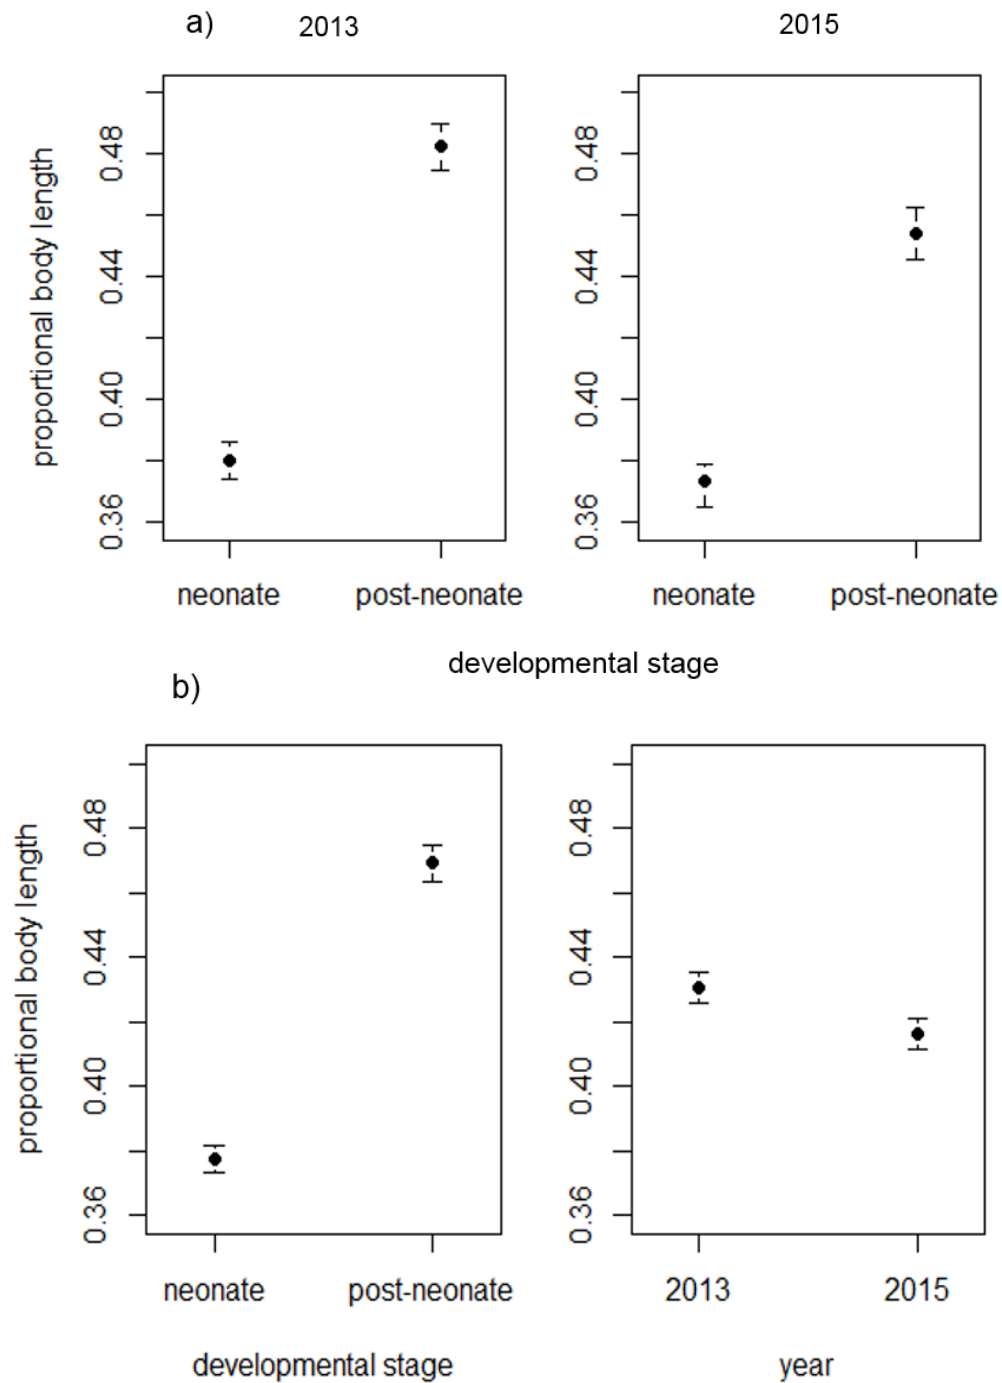 a)
2013
2015
proportional body length
0.36
0.40
0.44
0.48
0.36
0.40
0.44
0.48
neonate
post-neonate
neonate
post-neonate
developmental stage
b)
proportional body length
0.36
0.40
0.44
0.48
0.36
0.40
0.44
0.48
neonate
post-neonate
2013
2015
developmental stage
year